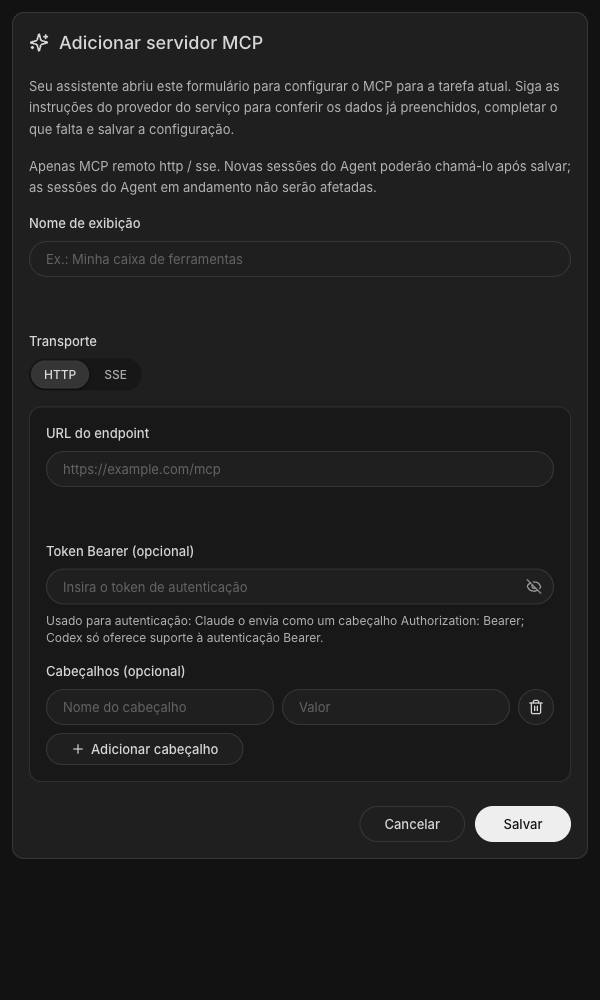 Adicionar servidor MCP
Seu assistente abriu este formulário para configurar o MCP para a tarefa atual. Siga as
instruções do provedor do serviço para conferir os dados já preenchidos, completar o
que falta e salvar a configuração.
Apenas MCP remoto http / sse. Novas sessões do Agent poderão chamá-lo após salvar;
as sessões do Agent em andamento não serão afetadas.
Nome de exibição
Ex.: Minha caixa de ferramentas
Transporte
HTTP SSE
URL do endpoint
https://example.com/mcp
Token Bearer (opcional)
Insira o token de autenticação
Usado para autenticação: Claude o envia como um cabeçalho Authorization: Bearer;
Codex só oferece suporte à autenticação Bearer.
Cabeçalhos (opcional)
Nome do cabeçalho Valor
+ Adicionar cabeçalho
Cancelar Salvar